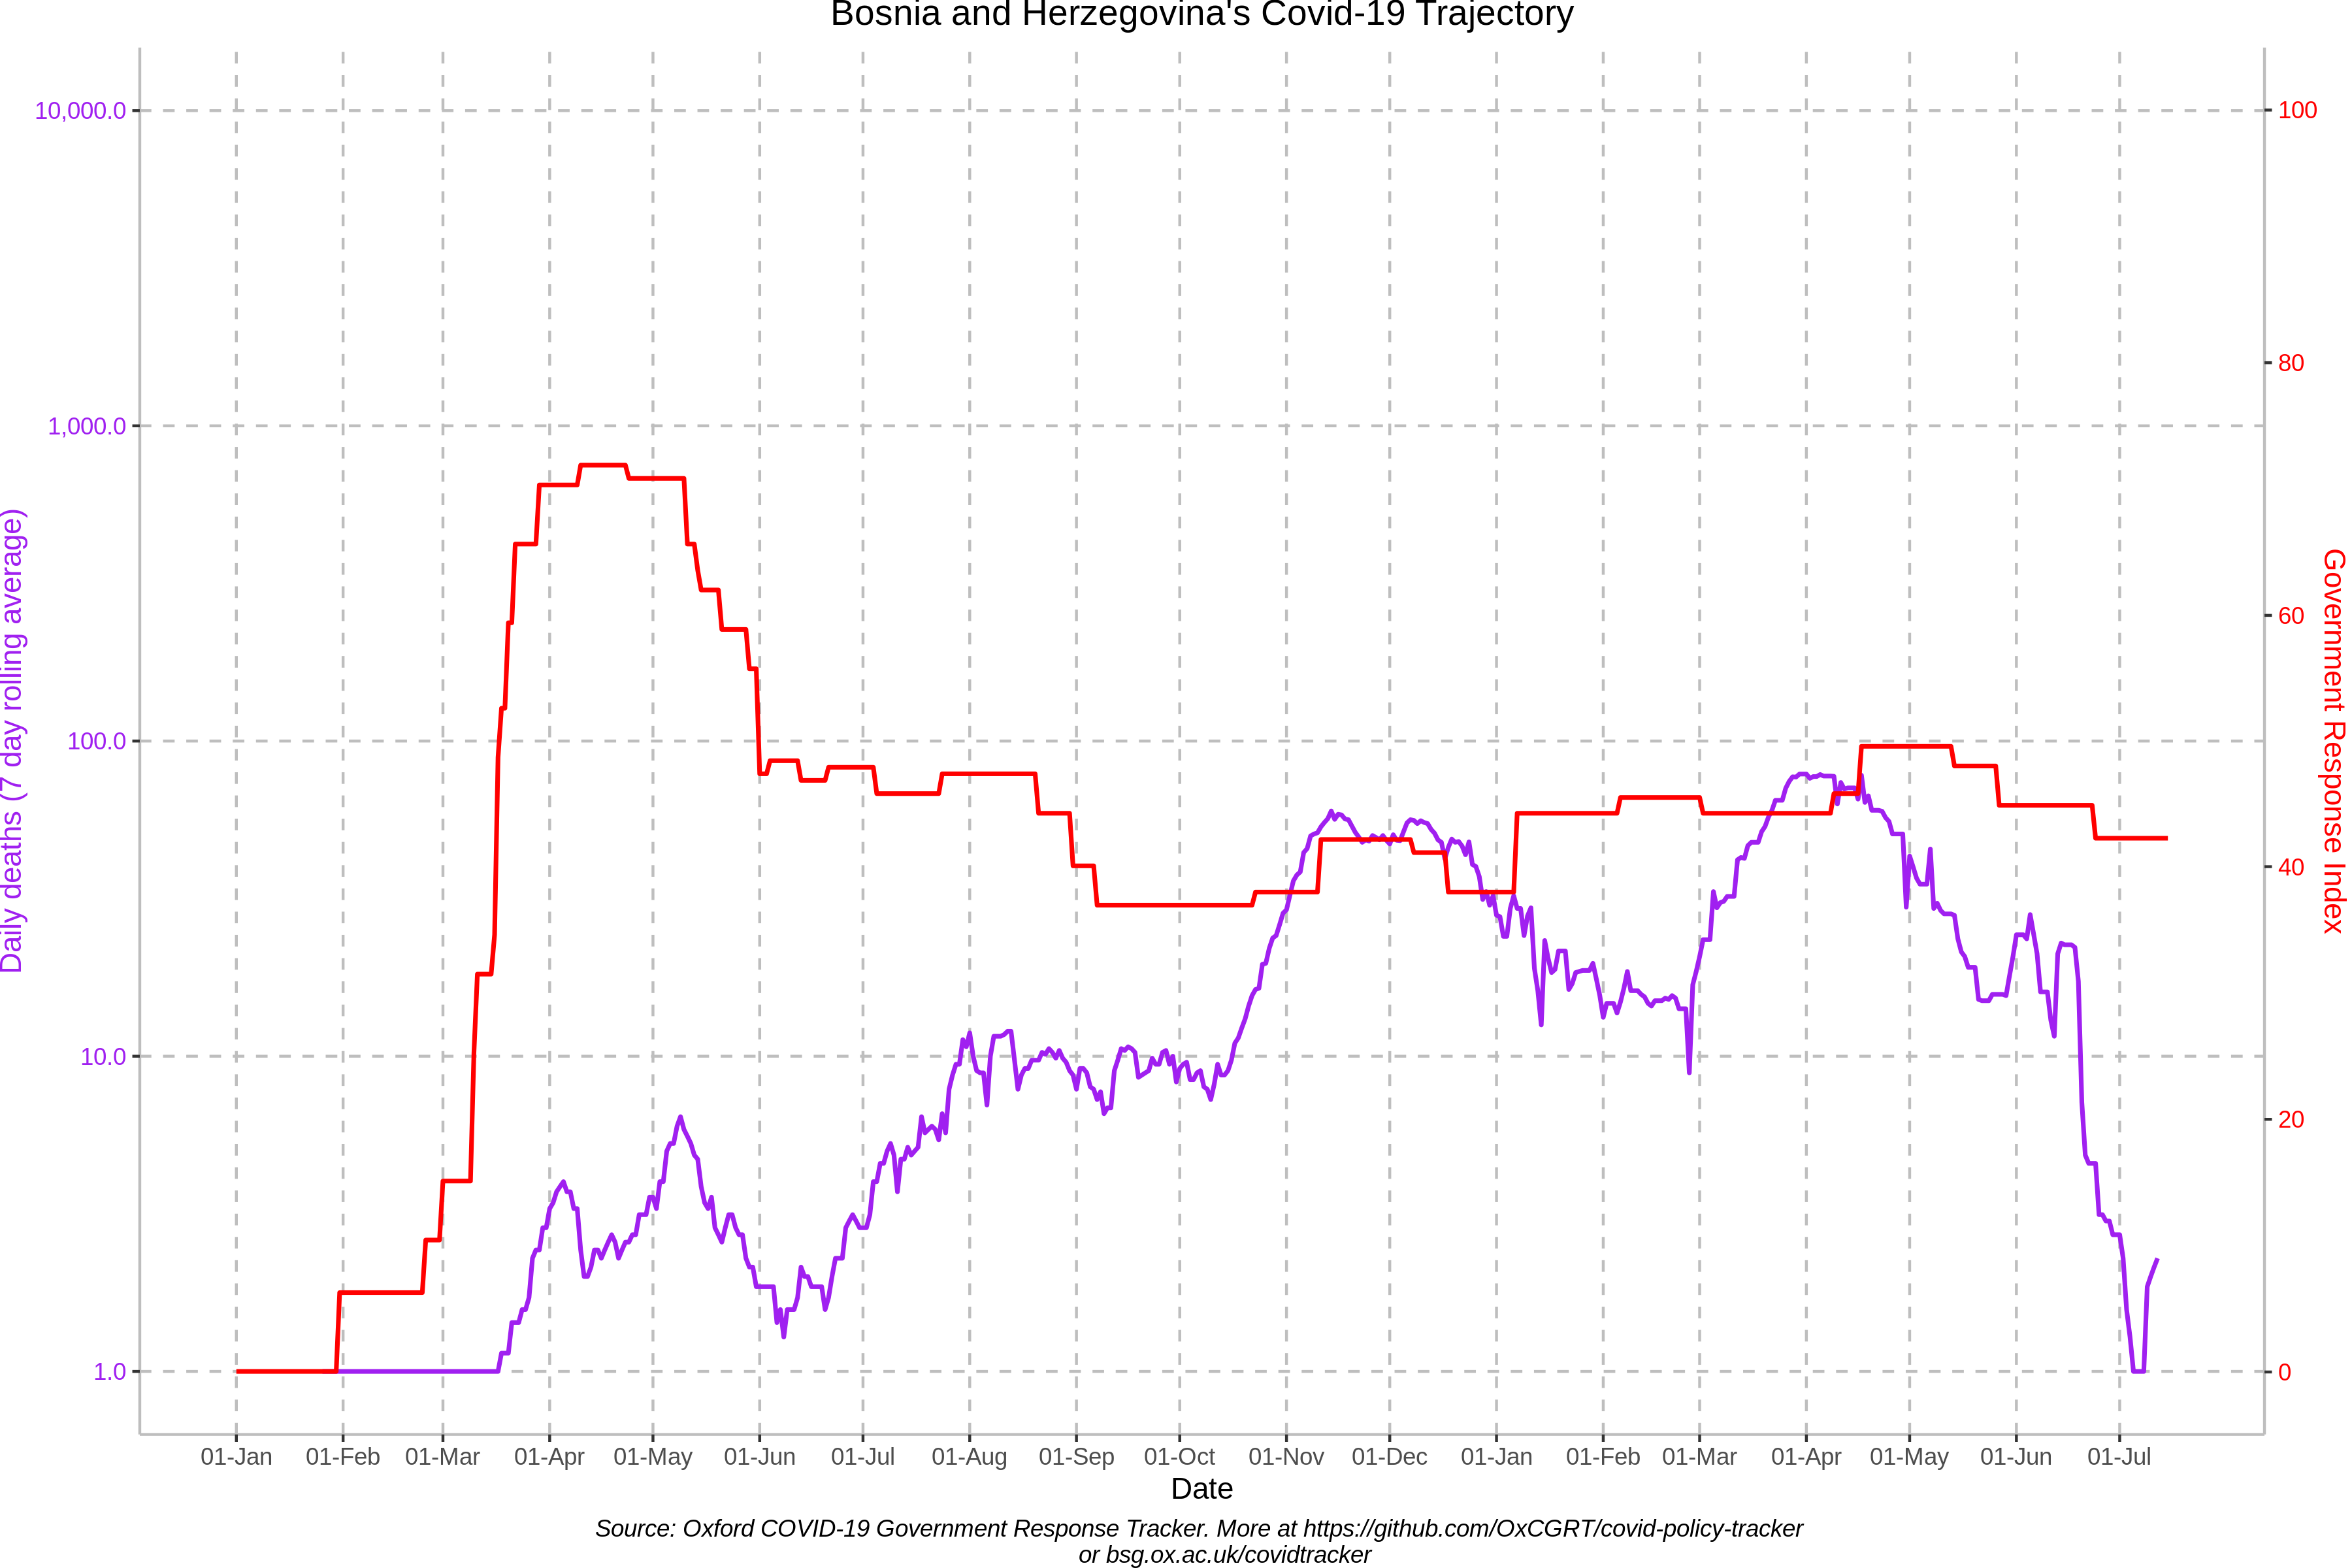 Bosnia and Herzegovina's Covid-19 Trajectory
Daily deaths (7 day rolling average)
10,000.0
1,000.0
100.0
10.0
1.0
100
80
60
40
20
0
Government Response Index
01-Jan 01-Feb 01-Mar 01-Apr 01-May 01-Jun 01-Jul 01-Aug 01-Sep 01-Oct 01-Nov 01-Dec 01-Jan 01-Feb 01-Mar 01-Apr 01-May 01-Jun 01-Jul
Date
Source: Oxford COVID-19 Government Response Tracker. More at https://github.com/OxCGRT/covid-policy-tracker
or bsg.ox.ac.uk/covidtracker